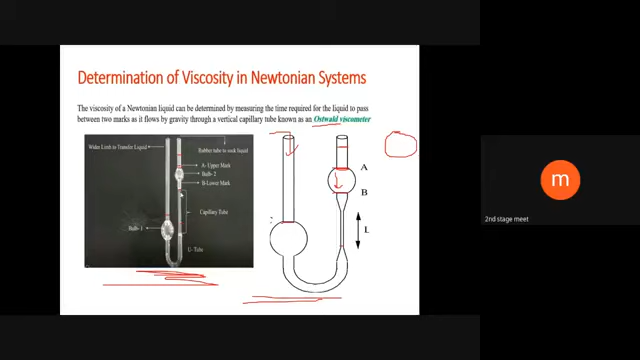 Determination of Viscosity in Newtonian Systems
The viscosity of a Newtonian liquid can be determined by measuring the time required for the liquid to pass
between two marks as it flows by gravity through a vertical capillary tube known as an Ostwald viscometer
Wider Limb to Transfer Liquid
Rubber tube to suck liquid
A- Upper Mark
Bulb- 2
B-Lower Mark
Capillary Tube
Bulb- 1
U-Tube
A
B
L
m
2nd stage meet